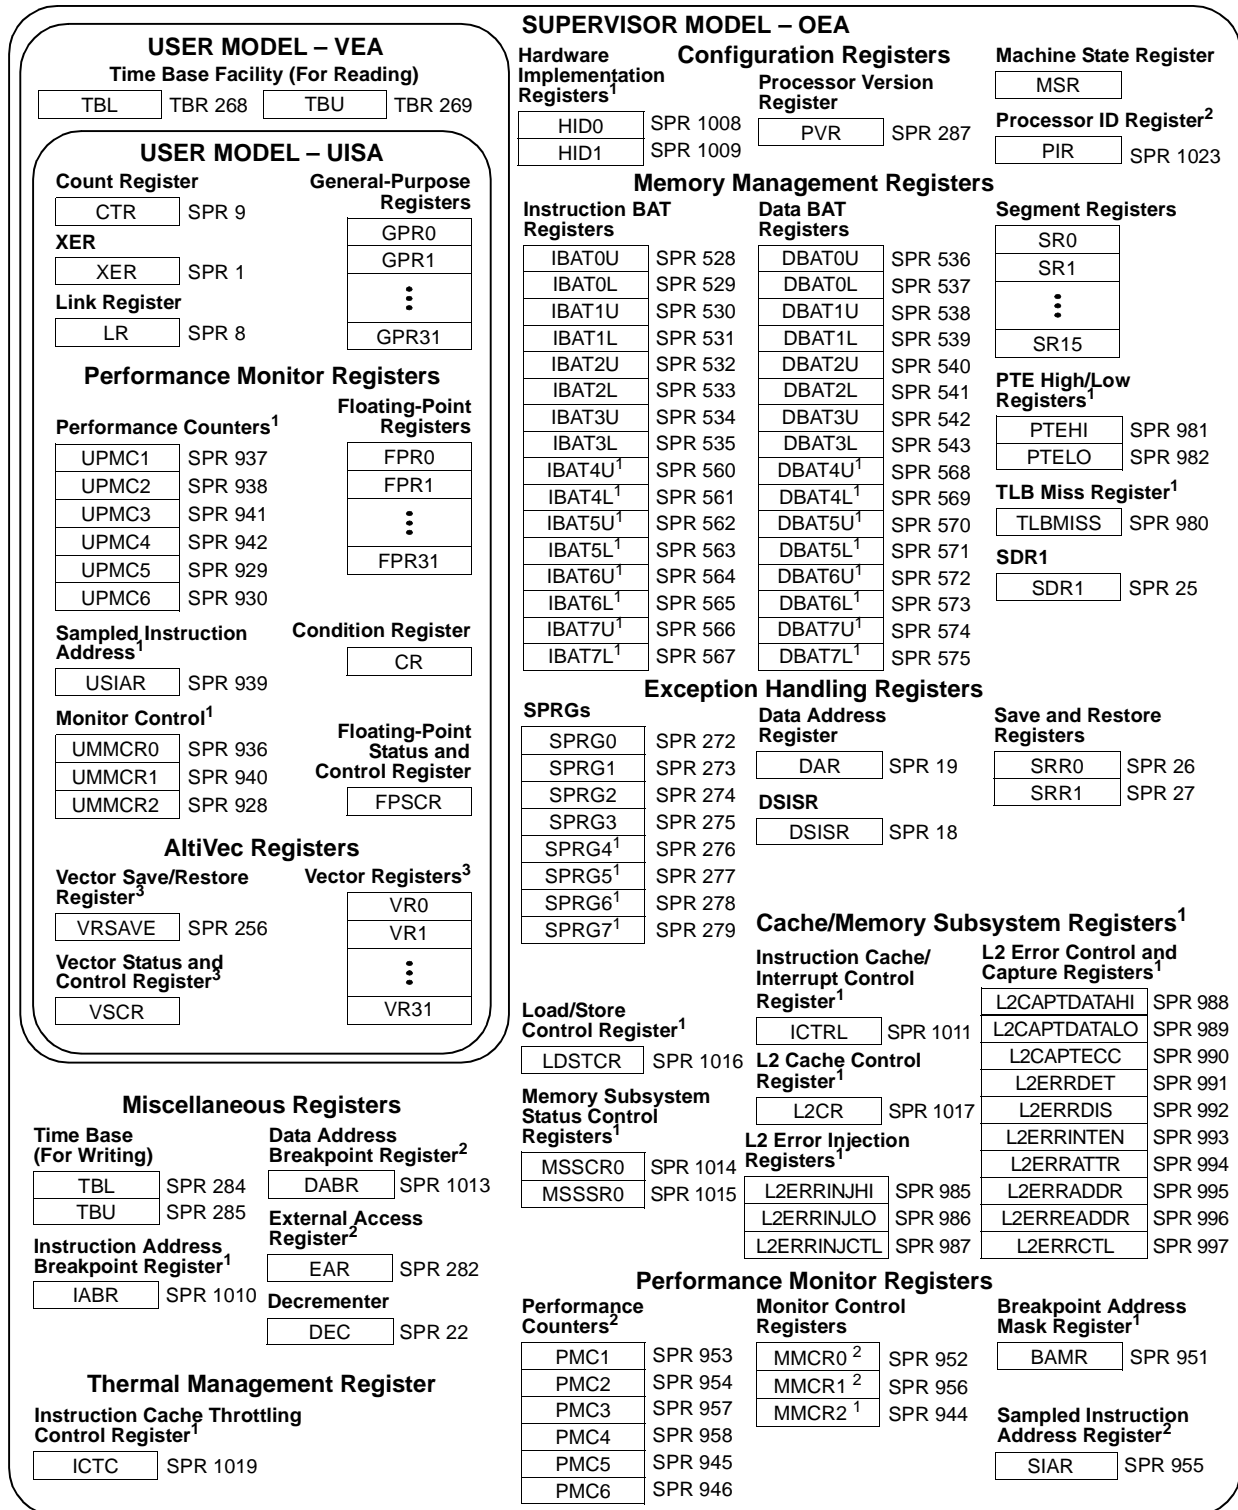 USER MODEL – VEA
Time Base Facility (For Reading)
TBL TBR 268 TBU TBR 269
USER MODEL – UISA
Count Register
CTR SPR 9
XER
XER SPR 1
Link Register
LR SPR 8
General-Purpose
Registers
GPR0
GPR1
GPR31
Performance Monitor Registers
Performance Counters1
UPMC1 SPR 937
UPMC2 SPR 938
UPMC3 SPR 941
UPMC4 SPR 942
UPMC5 SPR 929
UPMC6 SPR 930
Floating-Point
Registers
FPR0
FPR1
FPR31
Sampled Instruction
Address1
USIAR SPR 939
Condition Register
CR
Monitor Control1
UMMCR0 SPR 936
UMMCR1 SPR 940
UMMCR2 SPR 928
Floating-Point
Status and
Control Register
FPSCR
AltiVec Registers
Vector Save/Restore
Register3
VRSAVE SPR 256
Vector Status and
Control Register3
VSCR
Vector Registers3
VR0
VR1
VR31
Miscellaneous Registers
Time Base
(For Writing)
TBL SPR 284
TBU SPR 285
Instruction Address
Breakpoint Register1
IABR SPR 1010
Data Address
Breakpoint Register2
DABR SPR 1013
External Access
Register2
EAR SPR 282
Decrementer
DEC SPR 22
Thermal Management Register
Instruction Cache Throttling
Control Register1
ICTC SPR 1019
SUPERVISOR MODEL – OEA
Configuration Registers
Hardware
Implementation
Registers1
HID0 SPR 1008
HID1 SPR 1009
Processor Version
Register
PVR SPR 287
Machine State Register
MSR
Processor ID Register2
PIR SPR 1023
Memory Management Registers
Instruction BAT
Registers
IBAT0U SPR 528
IBAT0L SPR 529
IBAT1U SPR 530
IBAT1L SPR 531
IBAT2U SPR 532
IBAT2L SPR 533
IBAT3U SPR 534
IBAT3L SPR 535
IBAT4U1 SPR 560
IBAT4L1 SPR 561
IBAT5U1 SPR 562
IBAT5L1 SPR 563
IBAT6U1 SPR 564
IBAT6L1 SPR 565
IBAT7U1 SPR 566
IBAT7L1 SPR 567
Data BAT
Registers
DBAT0U SPR 536
DBAT0L SPR 537
DBAT1U SPR 538
DBAT1L SPR 539
DBAT2U SPR 540
DBAT2L SPR 541
DBAT3U SPR 542
DBAT3L SPR 543
DBAT4U1 SPR 568
DBAT4L1 SPR 569
DBAT5U1 SPR 570
DBAT5L1 SPR 571
DBAT6U1 SPR 572
DBAT6L1 SPR 573
DBAT7U1 SPR 574
DBAT7L1 SPR 575
Segment Registers
SR0
SR1
SR15
PTE High/Low
Registers1
PTEHI SPR 981
PTELO SPR 982
TLB Miss Register1
TLBMISS SPR 980
SDR1
SDR1 SPR 25
Exception Handling Registers
SPRGs
SPRG0 SPR 272
SPRG1 SPR 273
SPRG2 SPR 274
SPRG3 SPR 275
SPRG41 SPR 276
SPRG51 SPR 277
SPRG61 SPR 278
SPRG71 SPR 279
Data Address
Register
DAR SPR 19
DSISR
DSISR SPR 18
Save and Restore
Registers
SRR0 SPR 26
SRR1 SPR 27
Cache/Memory Subsystem Registers1
Load/Store
Control Register1
LDSTCR SPR 1016
Memory Subsystem
Status Control
Registers1
MSSCR0 SPR 1014
MSSSR0 SPR 1015
Instruction Cache/
Interrupt Control
Register1
ICTRL SPR 1011
L2 Cache Control
Register1
L2CR SPR 1017
L2 Error Injection
Registers1
L2ERRINJHI SPR 985
L2ERRINJLO SPR 986
L2ERRINJCTL SPR 987
L2 Error Control and
Capture Registers1
L2CAPTDATAHI SPR 988
L2CAPTDATALO SPR 989
L2CAPTECC SPR 990
L2ERRDET SPR 991
L2ERRDIS SPR 992
L2ERRINTEN SPR 993
L2ERRATTR SPR 994
L2ERRADDR SPR 995
L2ERREADDR SPR 996
L2ERRCTL SPR 997
Performance Monitor Registers
Performance
Counters2
PMC1 SPR 953
PMC2 SPR 954
PMC3 SPR 957
PMC4 SPR 958
PMC5 SPR 945
PMC6 SPR 946
Monitor Control
Registers
MMCR0 2 SPR 952
MMCR1 2 SPR 956
MMCR2 1 SPR 944
Breakpoint Address
Mask Register1
BAMR SPR 951
Sampled Instruction
Address Register2
SIAR SPR 955